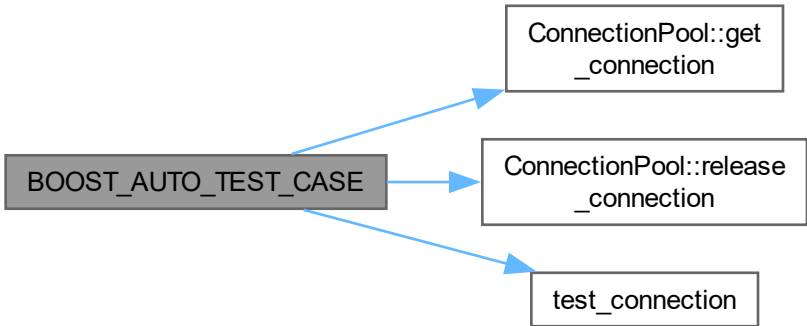 ConnectionPool::get
_connection
BOOST_AUTO_TEST_CASE
ConnectionPool::release
_connection
test_connection